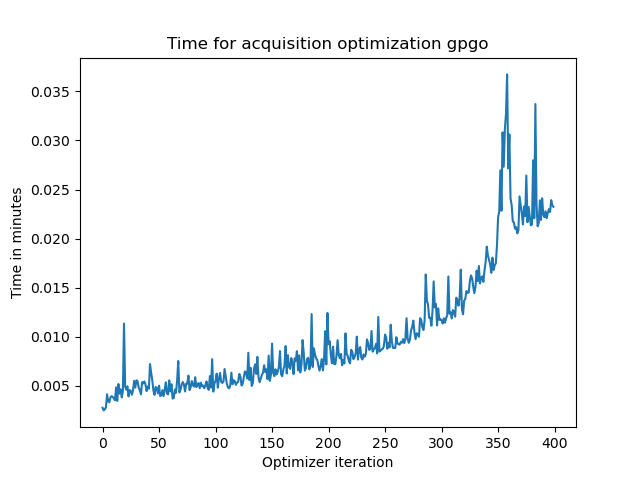 Time for acquisition optimization gpgo
0.035
0.030
0.025
0.020
0.015
0.010
0.005
Time in minutes
0 50 100 150 200 250 300 350 400
Optimizer iteration